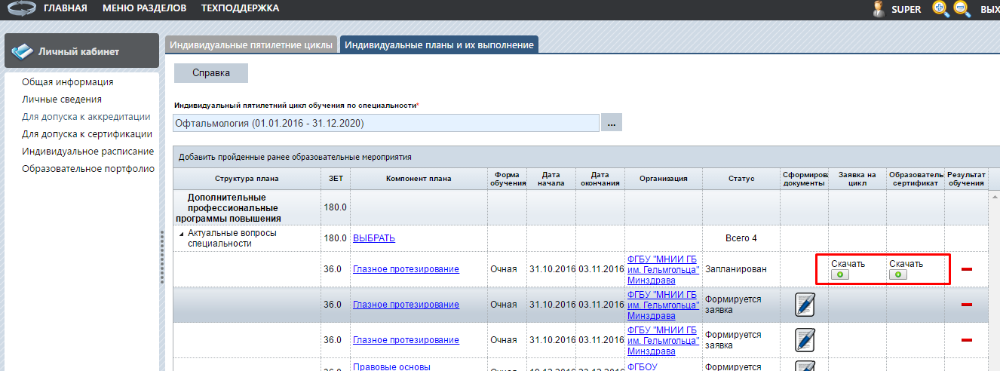 ГЛАВНАЯ МЕНЮ РАЗДЕЛОВ ТЕХПОДДЕРЖКА SUPER ВЫХ
Личный кабинет
Общая информация
Личные сведения
Для допуска к аккредитации
Для допуска к сертификации
Индивидуальное расписание
Образовательное портфолио
Индивидуальные пятилетние циклы Индивидуальные планы и их выполнение
Справка
Индивидуальный пятилетний цикл обучения по специальности*
Офтальмология (01.01.2016 - 31.12.2020) ...
Добавить пройденные ранее образовательные мероприятия
Структура плана ЗЕТ Компонент плана Форма обучения Дата начала Дата окончания Организация Статус Сформирова документы Заявка на цикл Образователь сертификат Результат обучения
Дополнительные
профессиональные 180.0
программы повышения
Актуальные вопросы
специальности 180.0 ВЫБРАТЬ Всего 4
36.0 Глазное протезирование Очная 31.10.2016 03.11.2016 ФГБУ "МНИИ ГБ им. Гельмгольца" Минздрава Запланирован Скачать Скачать
36.0 Глазное протезирование Очная 31.10.2016 03.11.2016 ФГБУ "МНИИ ГБ им. Гельмгольца" Минздрава Формируется заявка
36.0 Глазное протезирование Очная 31.10.2016 03.11.2016 ФГБУ "МНИИ ГБ им. Гельмгольца" Минздрава Формируется заявка
Правовые основы ФГБОУ Формируется